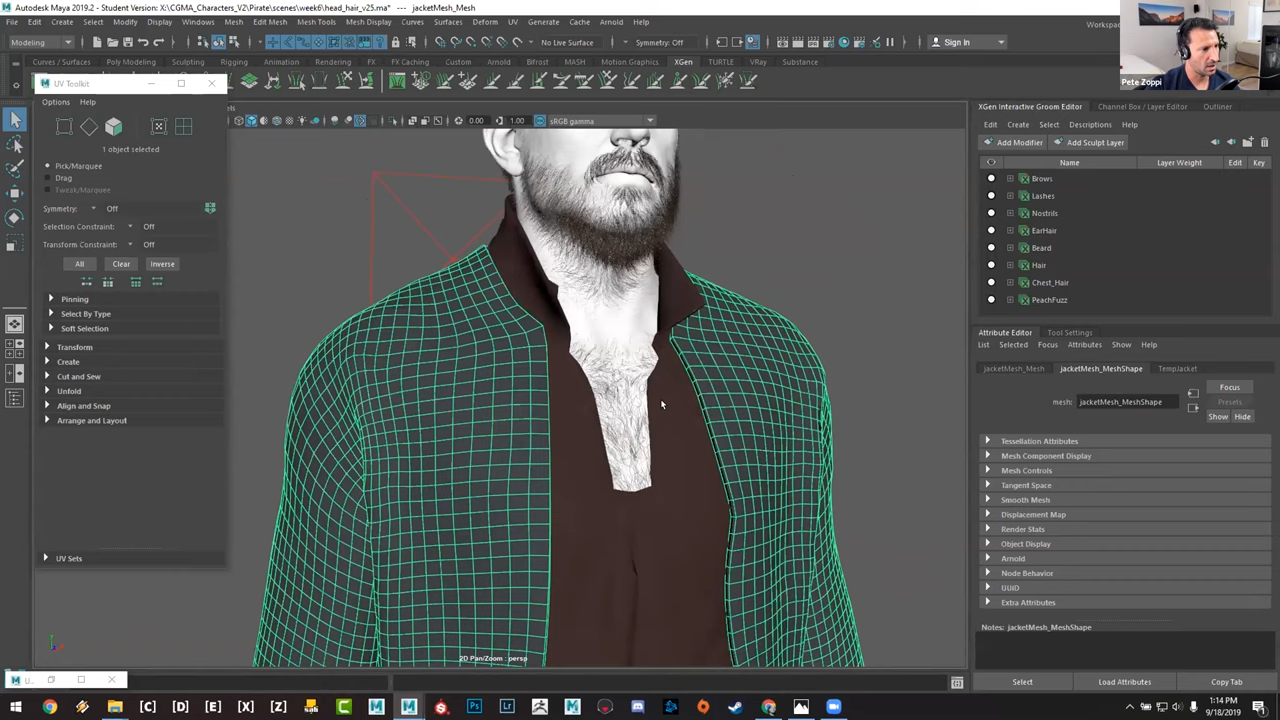 Autodesk Maya 2019.2 - Student Version: X:\CGMA_Characters_V2\Pirate\scenes\week6\head_hair_v25.ma* --- jacketMesh_Mesh
File Edit Create Select Modify Display Windows Mesh Edit Mesh Mesh Tools Mesh Display Curves Surfaces Deform UV Generate Cache Arnold Help
Modeling No Live Surface Symmetry: Off Sign In
Pete Zoppi
Curves / Surfaces Poly Modeling Sculpting Rigging Animation Rendering FX FX Caching Custom Arnold Bifrost MASH Motion Graphics XGen TURTLE VRay Substance
UV Toolkit
Options Help
1 object selected
Pick/Marquee
Drag
Tweak/Marquee
Symmetry: Off
Selection Constraint: Off
Transform Constraint: Off
All Clear Inverse
Pinning
Select By Type
Soft Selection
Transform
Create
Cut and Sew
Unfold
Align and Snap
Arrange and Layout
UV Sets
0.00 1.00 sRGB gamma
2D Pan/Zoom : persp
XGen Interactive Groom Editor Channel Box / Layer Editor Outliner
Edit Create Select Descriptions Help
Add Modifier Add Sculpt Layer
Name Layer Weight Edit Key
Brows
Lashes
Nostrils
EarHair
Beard
Hair
Chest_Hair
PeachFuzz
Attribute Editor Tool Settings
List Selected Focus Attributes Show Help
jacketMesh_Mesh jacketMesh_MeshShape TempJacket
Focus
Presets
mesh: jacketMesh_MeshShape
Show Hide
Tessellation Attributes
Mesh Component Display
Mesh Controls
Tangent Space
Smooth Mesh
Displacement Map
Render Stats
Object Display
Arnold
Node Behavior
UUID
Extra Attributes
Notes: jacketMesh_MeshShape
Select Load Attributes Copy Tab
1:14 PM
9/18/2019